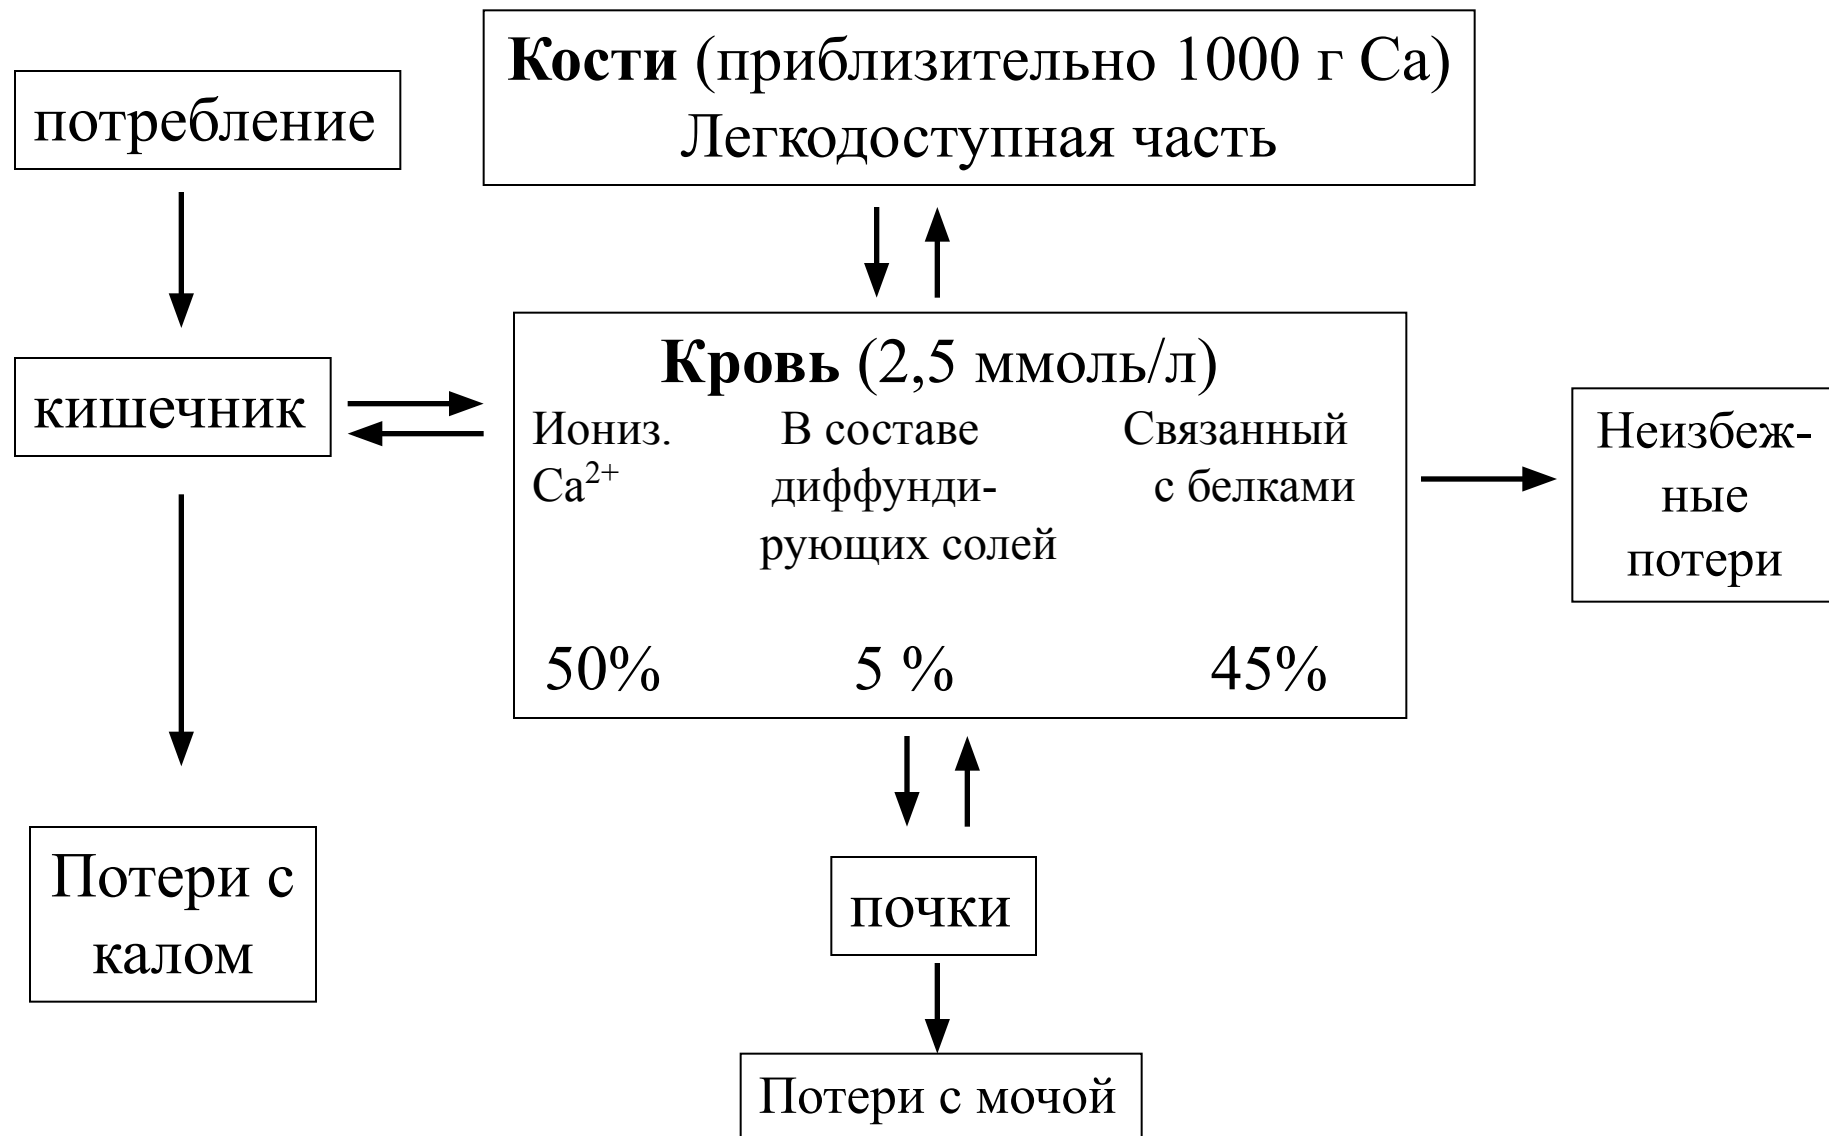 Кости (приблизительно 1000 г Ca)
Легкодоступная часть
потребление
кишечник
Кровь (2,5 ммоль/л)
Иониз. В составе Связанный
Ca²⁺ диффунди- с белками
рующих солей
50% 5 % 45%
Неизбеж-
ные
потери
Потери с
калом
почки
Потери с мочой